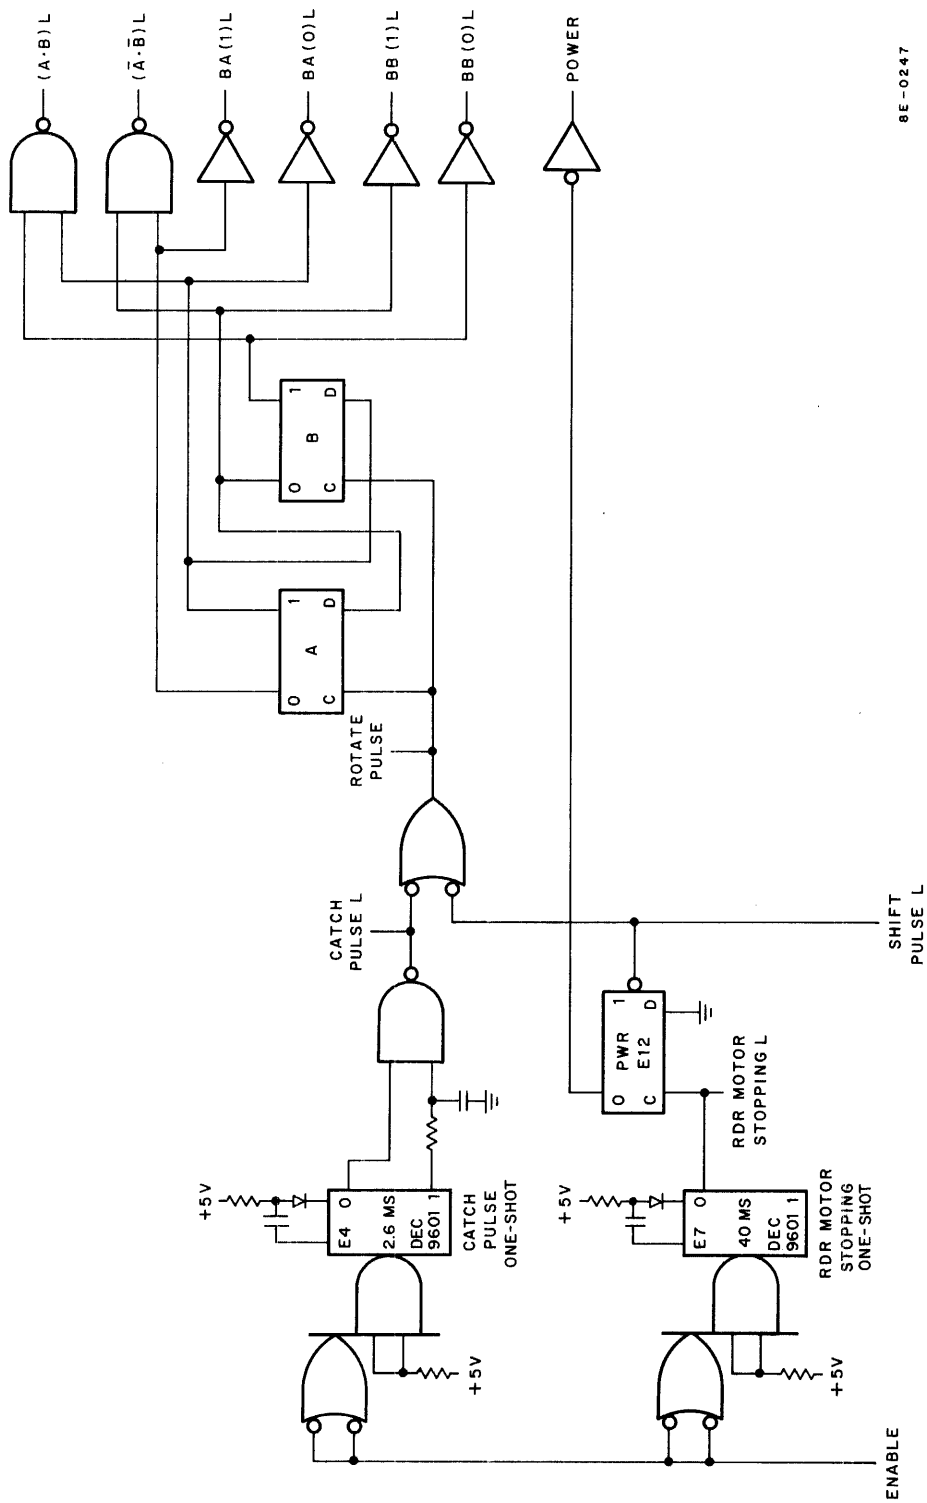 (A·B)L
(A̅·B̅)L
BA(1)L
BA(0)L
BB(1)L
BB(0)L
POWER
8E-0247
1
0
B
D
C
1
0
A
D
C
ROTATE
PULSE
CATCH
PULSE L
SHIFT
PULSE L
1
0
PWR
E12
D
C
RDR MOTOR
STOPPING L
+5V
E4
0
2.6 MS
DEC
9601
1
CATCH
PULSE
ONE-SHOT
+5V
+5V
E7
0
40 MS
DEC
9601
1
RDR MOTOR
STOPPING
ONE-SHOT
+5V
ENABLE